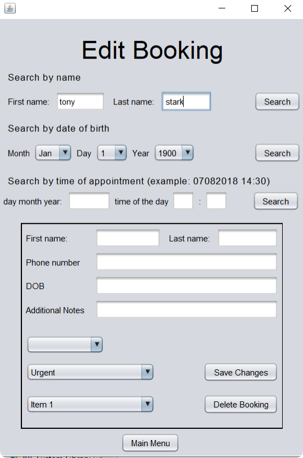 Edit Booking
Search by name
First name: tony Last name: stark Search
Search by date of birth
Month Jan Day 1 Year 1900 Search
Search by time of appointment (example: 07082018 14:30)
day month year: time of the day : Search
First name: Last name:
Phone number
DOB
Additional Notes
Urgent Save Changes
Item 1 Delete Booking
Main Menu